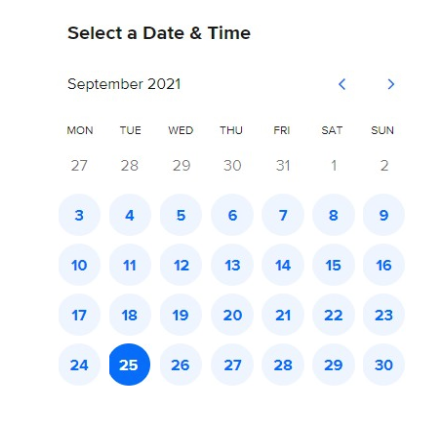 Select a Date & Time
September 2021
MON TUE WED THU FRI SAT SUN
27 28 29 30 31 1 2
3 4 5 6 7 8 9
10 11 12 13 14 15 16
17 18 19 20 21 22 23
24 25 26 27 28 29 30